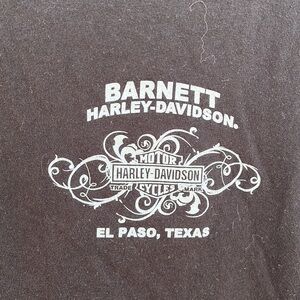 BARNETT
HARLEY-DAVIDSON.
MOTOR
HARLEY-DAVIDSON
TRADE MARK
CYCLES
EL PASO, TEXAS